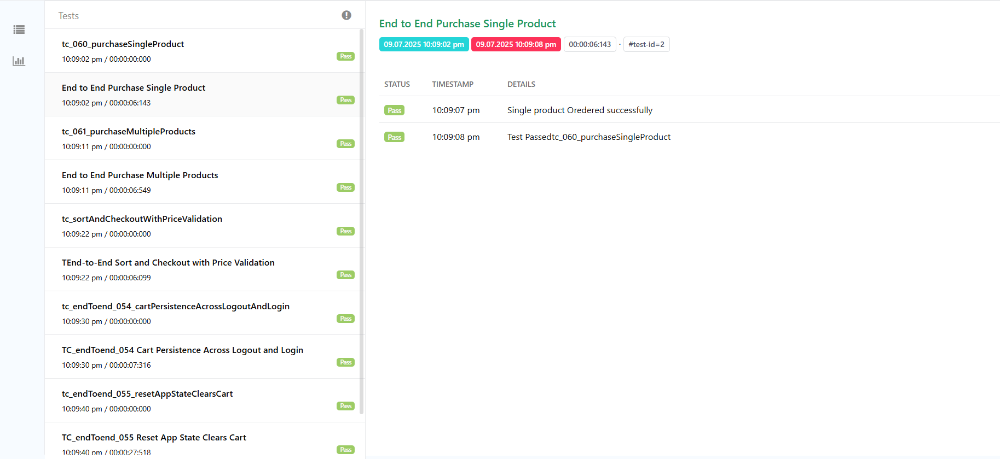 Tests
tc_060_purchaseSingleProduct
10:09:02 pm / 00:00:00:000
Pass
End to End Purchase Single Product
10:09:02 pm / 00:00:06:143
Pass
tc_061_purchaseMultipleProducts
10:09:11 pm / 00:00:00:000
Pass
End to End Purchase Multiple Products
10:09:11 pm / 00:00:06:549
Pass
tc_sortAndCheckoutWithPriceValidation
10:09:22 pm / 00:00:00:000
Pass
TEnd-to-End Sort and Checkout with Price Validation
10:09:22 pm / 00:00:06:099
Pass
tc_endToend_054_cartPersistenceAcrossLogoutAndLogin
10:09:30 pm / 00:00:00:000
Pass
TC_endToend_054 Cart Persistence Across Logout and Login
10:09:30 pm / 00:00:07:316
Pass
tc_endToend_055_resetAppStateClearsCart
10:09:40 pm / 00:00:00:000
Pass
TC_endToend_055 Reset App State Clears Cart
10:09:40 pm / 00:00:27:518
Pass
End to End Purchase Single Product
09.07.2025 10:09:02 pm 09.07.2025 10:09:08 pm 00:00:06:143 · #test-id=2
STATUS TIMESTAMP DETAILS
Pass 10:09:07 pm Single product Oredered successfully
Pass 10:09:08 pm Test Passedtc_060_purchaseSingleProduct